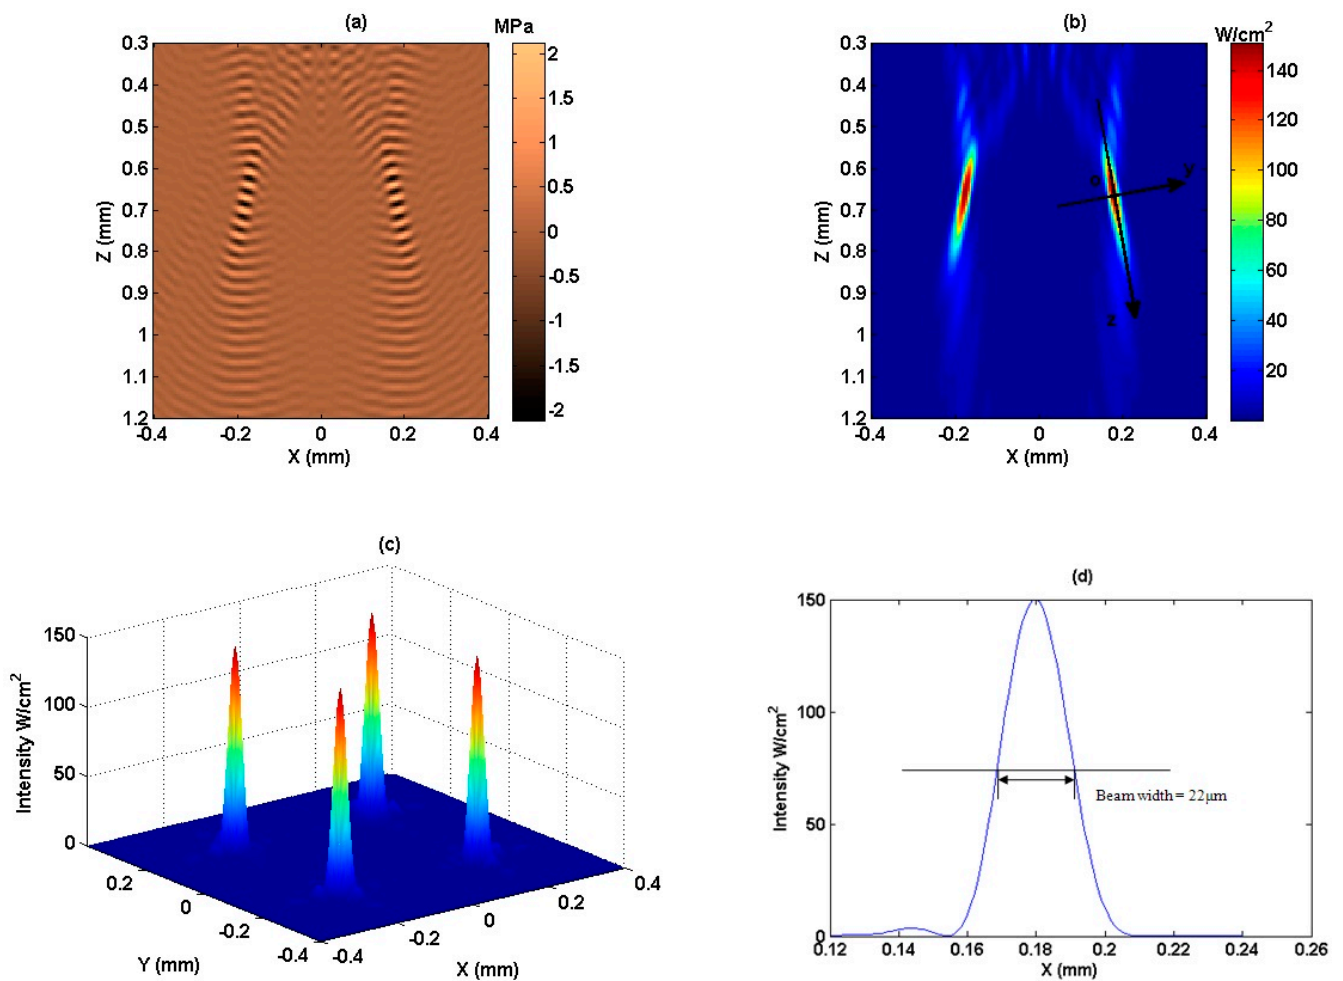 (a)
MPa
0.3
0.4
0.5
0.6
0.7
0.8
0.9
1
1.1
1.2
Z (mm)
-0.4 -0.2 0 0.2 0.4
X (mm)
2
1.5
1
0.5
0
-0.5
-1
-1.5
-2
(b)
W/cm2
0.3
0.4
0.5
0.6
0.7
0.8
0.9
1
1.1
1.2
Z (mm)
o
y
z
-0.4 -0.2 0 0.2 0.4
X (mm)
140
120
100
80
60
40
20
(c)
150
100
50
0
Intensity W/cm2
0.2
0
-0.2
-0.4
Y (mm)
-0.4
-0.2
0
0.2
0.4
X (mm)
(d)
150
100
50
0
Intensity W/cm2
Beam width = 22μm
0.12 0.14 0.16 0.18 0.2 0.22 0.24 0.26
X (mm)